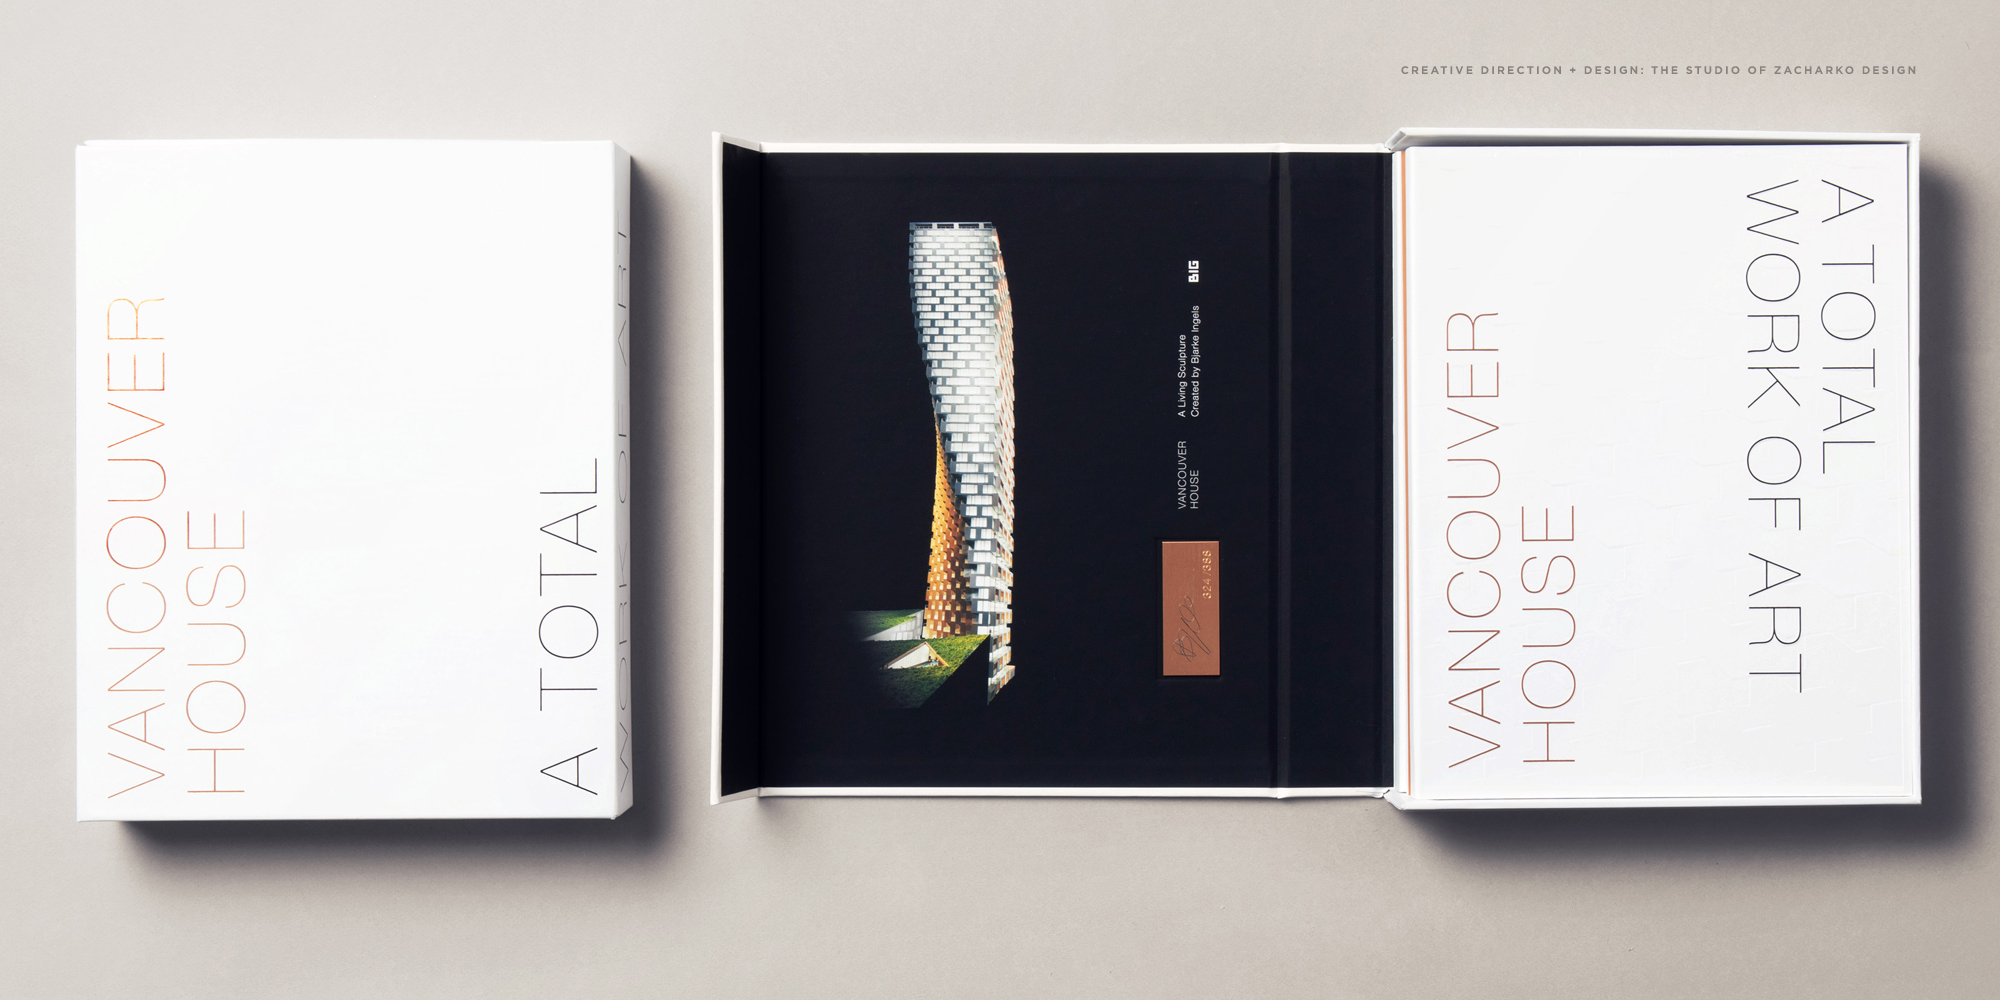 CREATIVE DIRECTION + DESIGN: THE STUDIO OF ZACHARKO DESIGN
VANCOUVER
HOUSE
A TOTAL
WORK OF ART
VANCOUVER
HOUSE
A Living Sculpture
Created by Bjarke Ingels
BIG
324/388
VANCOUVER
HOUSE
A TOTAL
WORK OF ART